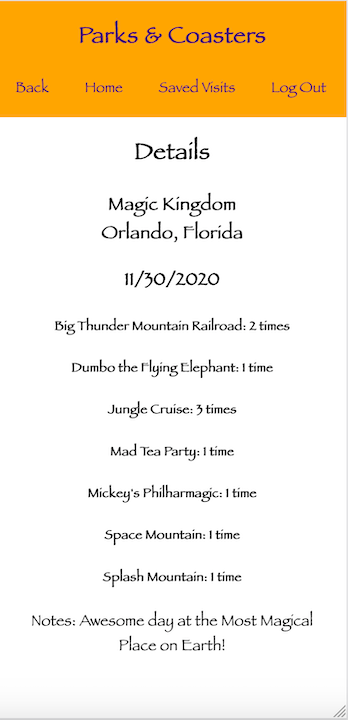 Parks & Coasters
Back Home Saved Visits Log Out
Details
Magic Kingdom
Orlando, Florida
11/30/2020
Big Thunder Mountain Railroad: 2 times
Dumbo the Flying Elephant: 1 time
Jungle Cruise: 3 times
Mad Tea Party: 1 time
Mickey's Philharmagic: 1 time
Space Mountain: 1 time
Splash Mountain: 1 time
Notes: Awesome day at the Most Magical
Place on Earth!